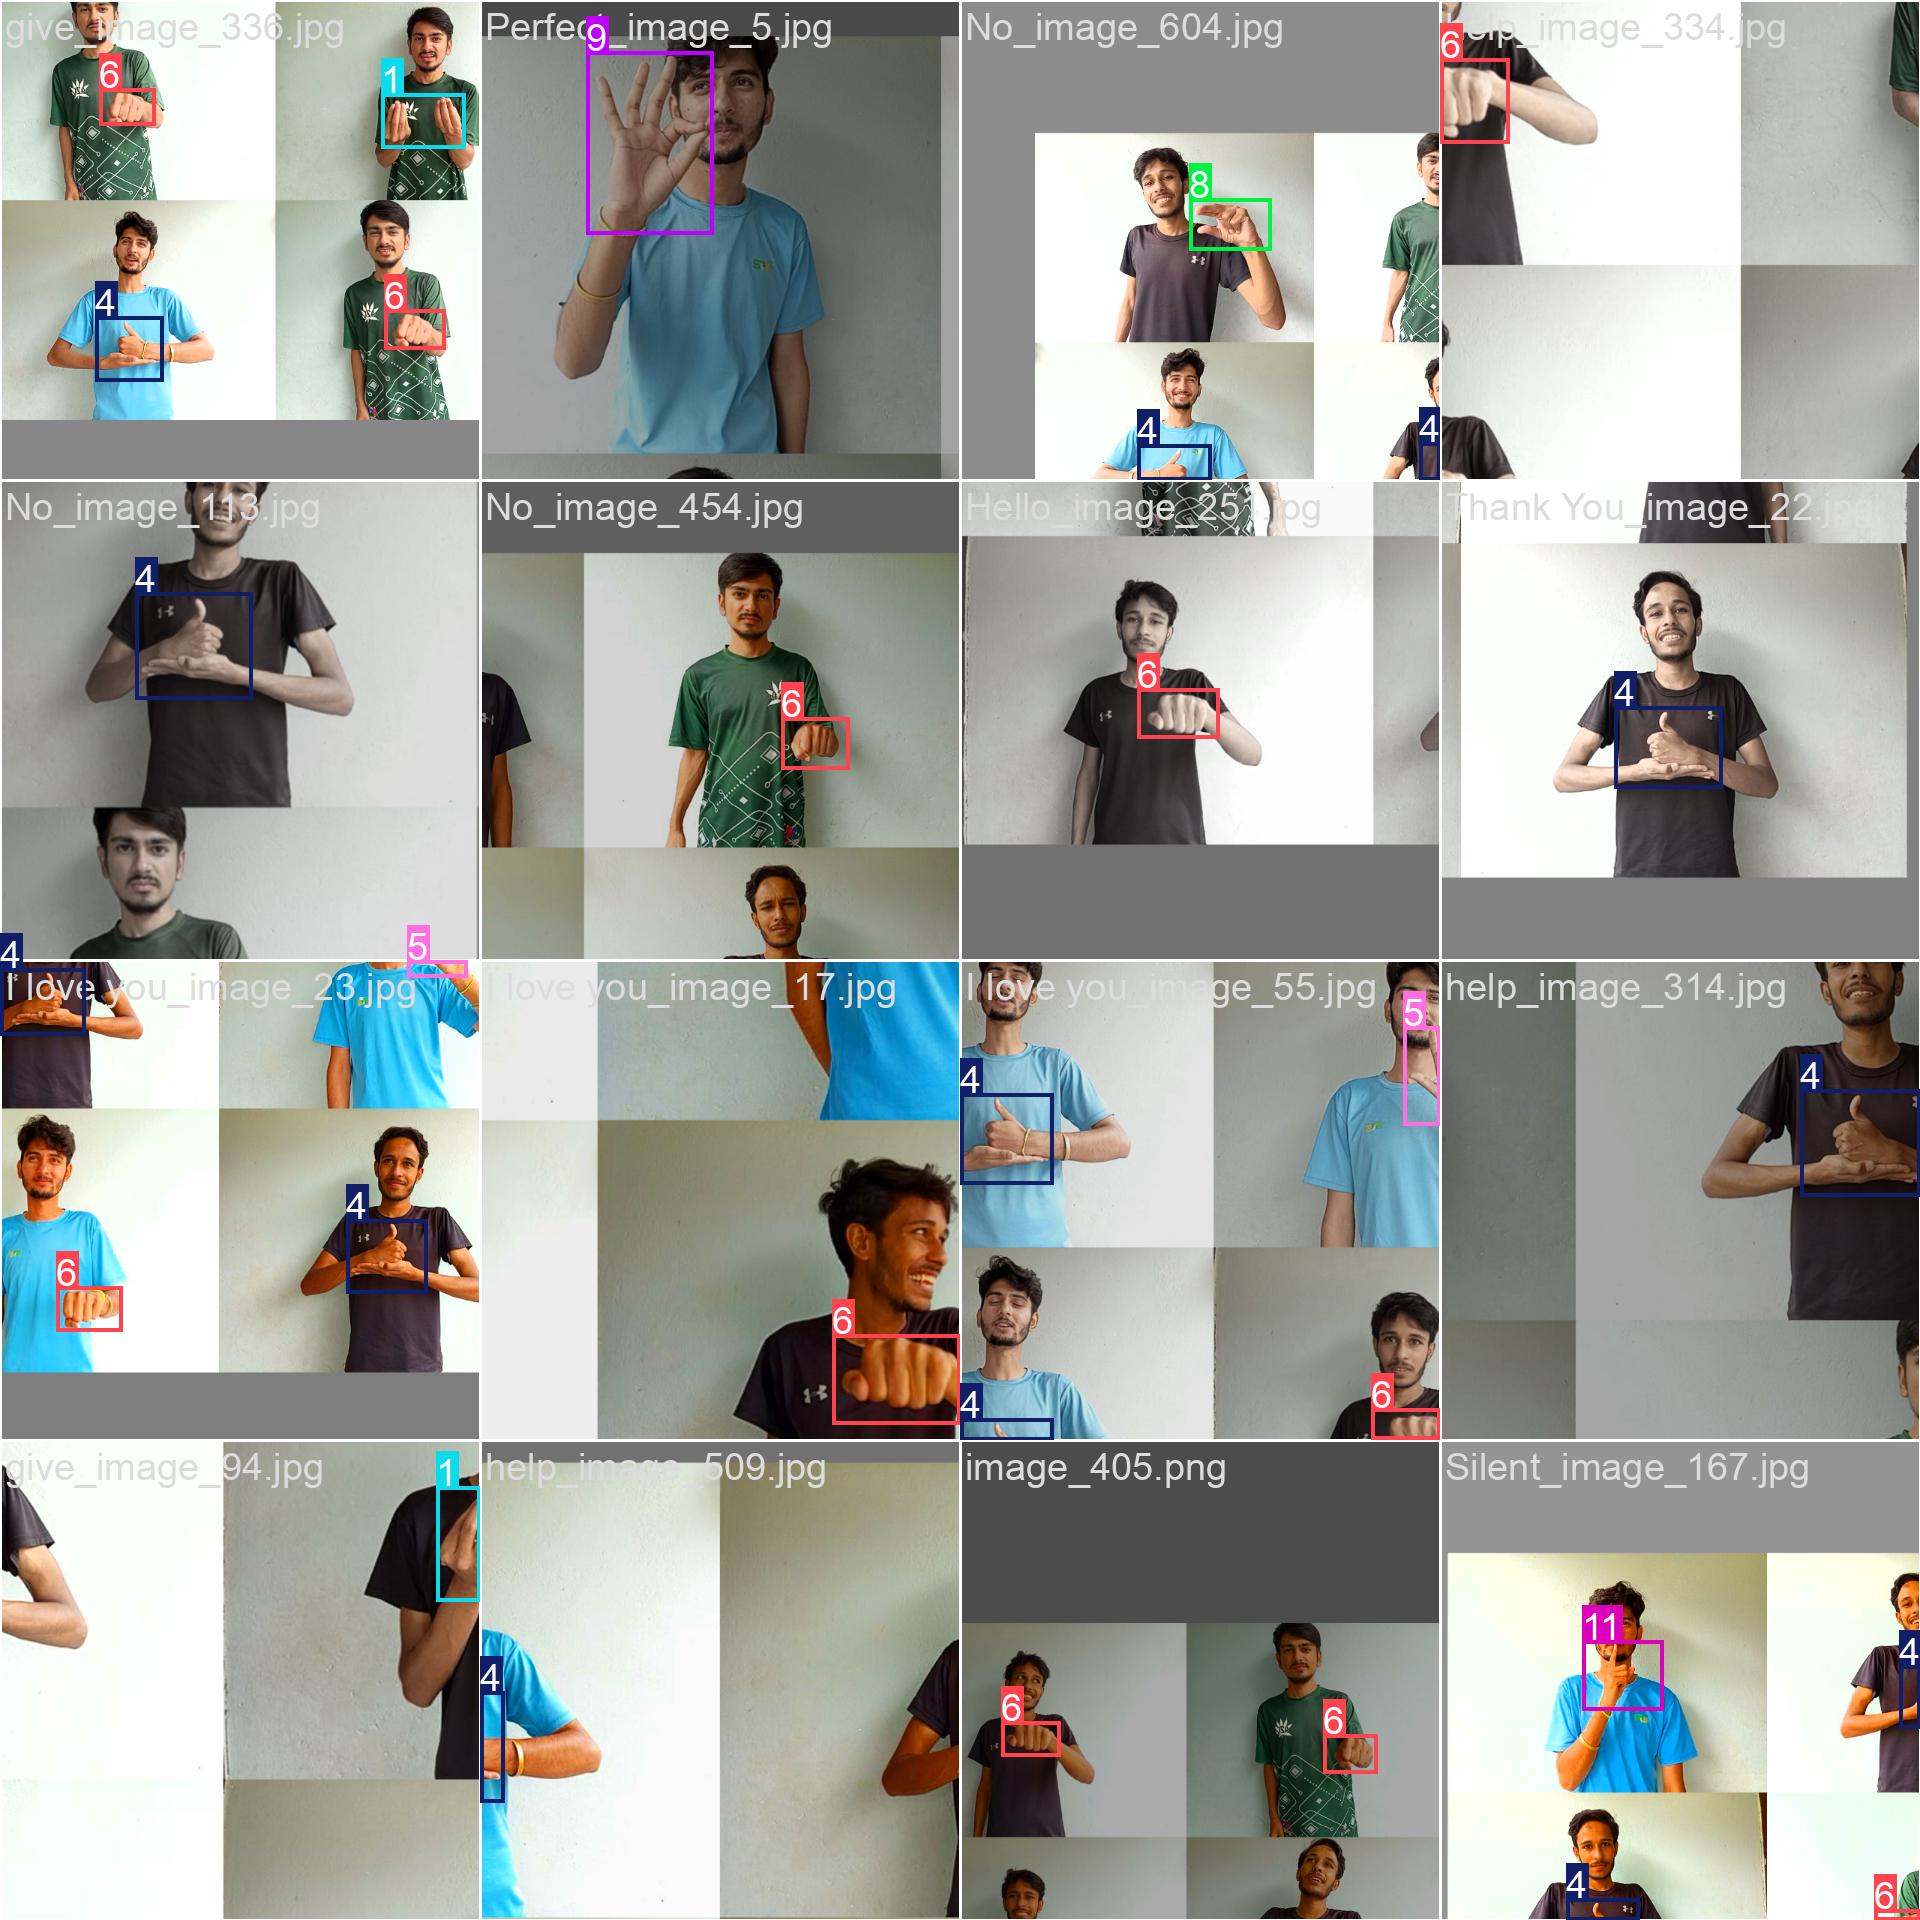 give_image_336.jpg
6
1
4
6
Perfect_image_5.jpg
9
No_image_604.jpg
8
4
4
help_image_334.jpg
6
No_image_113.jpg
4
No_image_454.jpg
6
Hello_image_251.jpg
6
Thank You_image_22.jpg
4
I love you_image_23.jpg
4
5
6
4
I love you_image_17.jpg
6
I love you_image_55.jpg
5
4
4
6
help_image_314.jpg
4
give_image_94.jpg
1
help_image_509.jpg
4
image_405.png
6
6
Silent_image_167.jpg
11
4
4
6